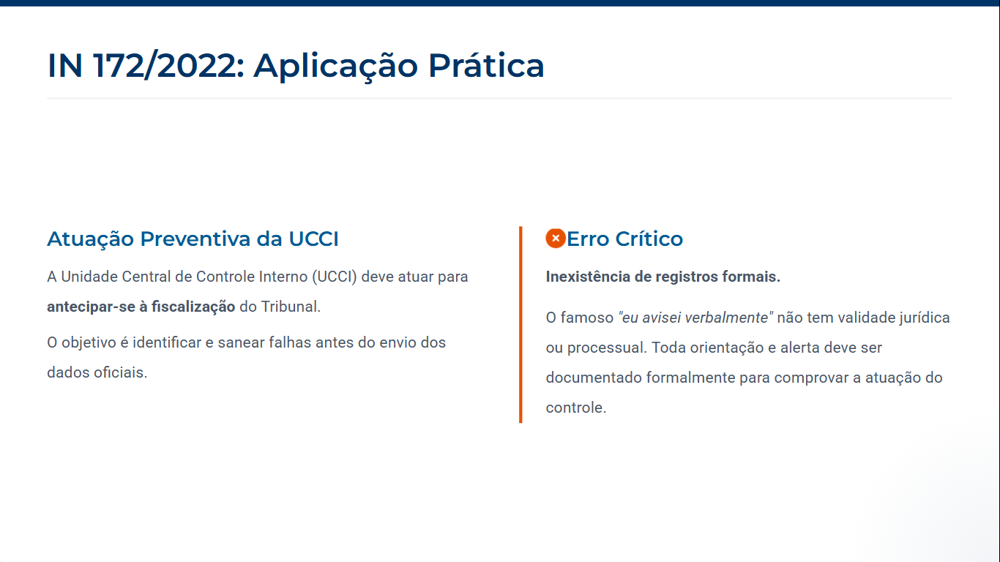 IN 172/2022: Aplicação Prática
Atuação Preventiva da UCCI
A Unidade Central de Controle Interno (UCCI) deve atuar para
antecipar-se à fiscalização do Tribunal.
O objetivo é identificar e sanear falhas antes do envio dos
dados oficiais.
Erro Crítico
Inexistência de registros formais.
O famoso "eu avisei verbalmente" não tem validade jurídica
ou processual. Toda orientação e alerta deve ser
documentado formalmente para comprovar a atuação do
controle.